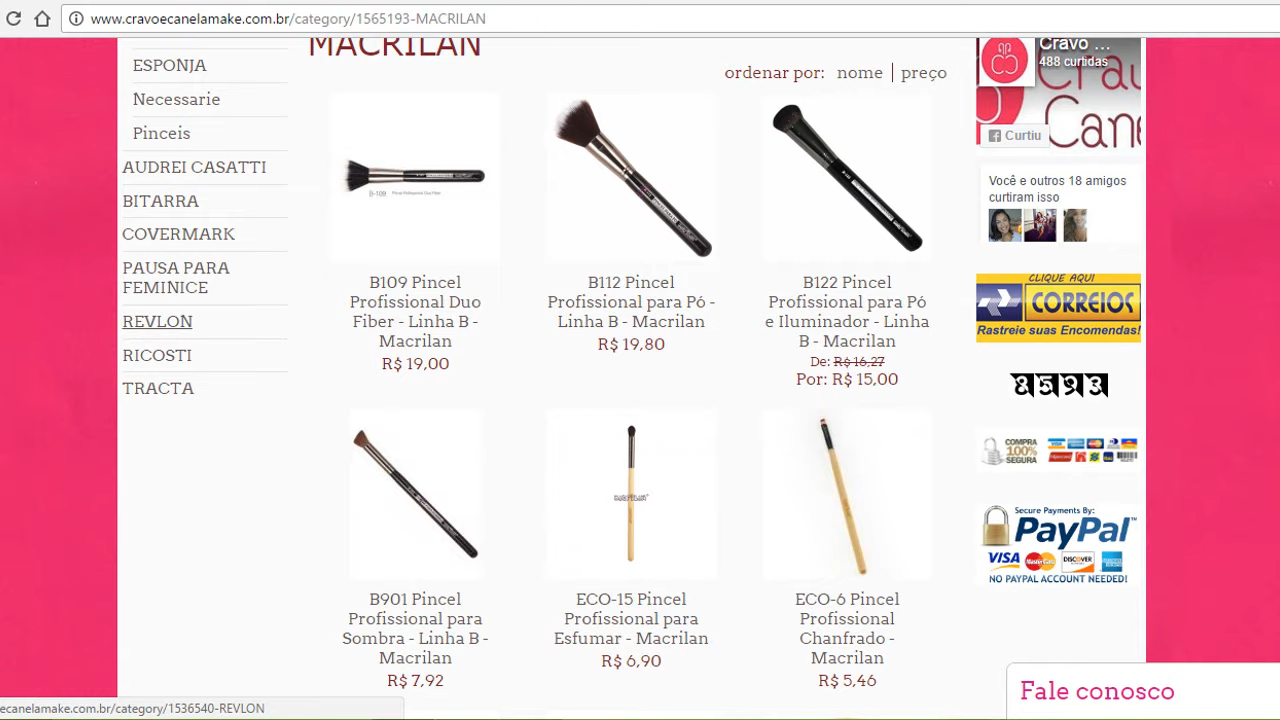 www.cravoecanelamake.com.br/category/1565193-MACRILAN
MACRILAN
ordenar por: nome | preço
ESPONJA
Necessarie
Pinceis
AUDREI CASATTI
BITARRA
COVERMARK
PAUSA PARA
FEMINICE
REVLON
RICOSTI
TRACTA
B-109
B109 Pincel
Profissional Duo
Fiber - Linha B -
Macrilan
R$ 19,00
B112 Pincel
Profissional para Pó -
Linha B - Macrilan
R$ 19,80
B122 Pincel
Profissional para Pó
e Iluminador - Linha
B - Macrilan
De: R$ 16,27
Por: R$ 15,00
B901 Pincel
Profissional para
Sombra - Linha B -
Macrilan
R$ 7,92
ECO-15 Pincel
Profissional para
Esfumar - Macrilan
R$ 6,90
ECO-6 Pincel
Profissional
Chanfrado -
Macrilan
R$ 5,46
Cravo ...
488 curtidas
Curtiu
Você e outros 18 amigos
curtiram isso
CLIQUE AQUI
CORREIOS
Rastreie suas Encomendas!
8593
COMPRA
100%
SEGURA
Secure Payments By:
PayPal™
VISA MasterCard DISCOVER
NO PAYPAL ACCOUNT NEEDED!
Fale conosco
ecanelamake.com.br/category/1536540-REVLON